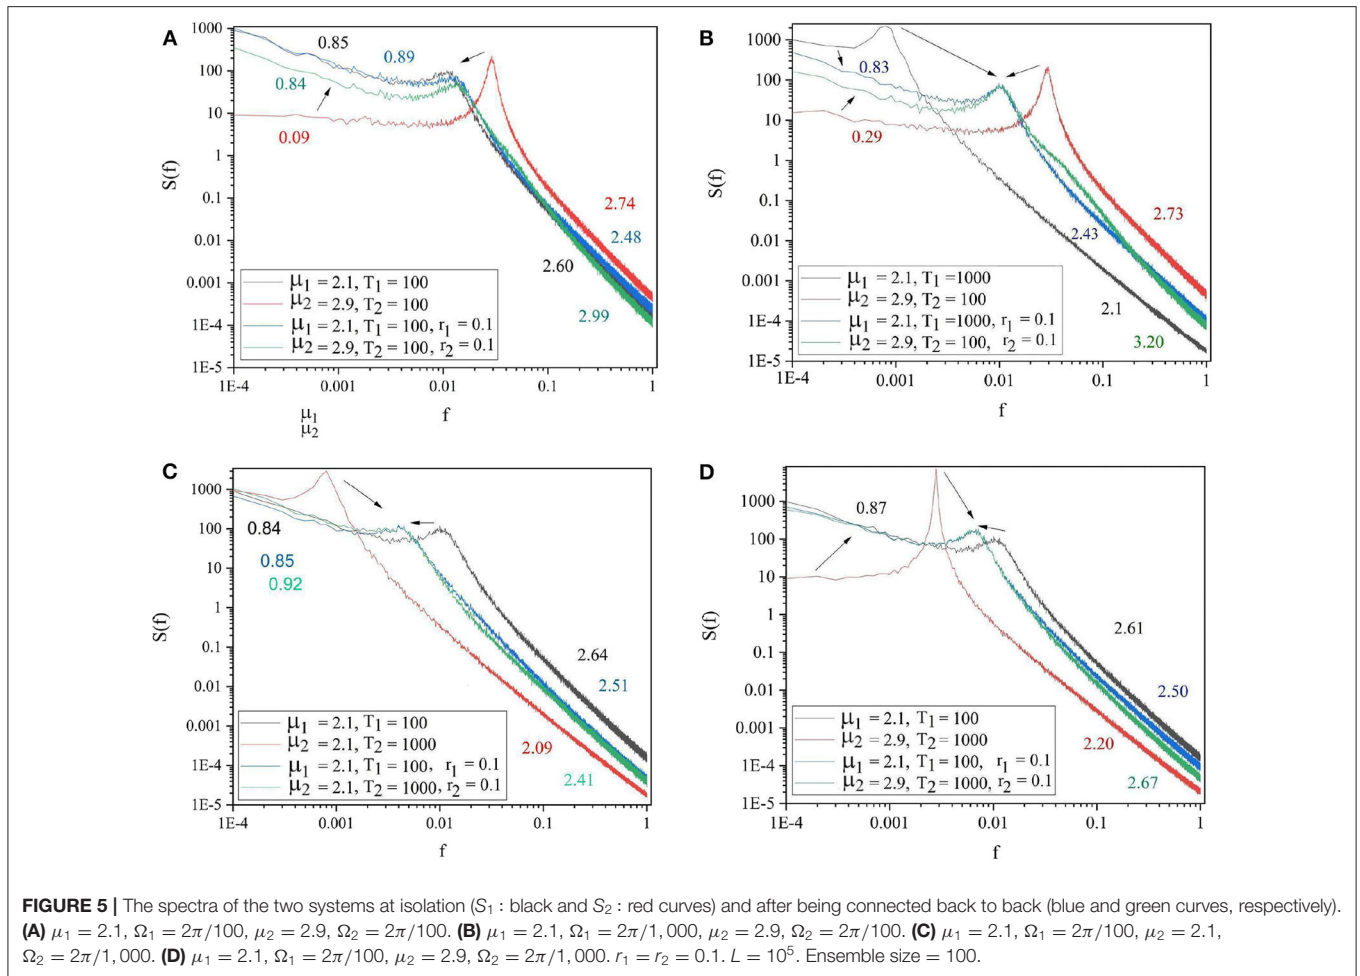 A
1000
100
10
1
0.1
0.01
0.001
1E-4
1E-5
S(f)
0.85
0.89
0.84
0.09
2.74
2.48
2.60
2.99
μ1 = 2.1, T1 = 100
μ2 = 2.9, T2 = 100
μ1 = 2.1, T1 = 100, r1 = 0.1
μ2 = 2.9, T2 = 100, r2 = 0.1
1E-4 0.001 0.01 0.1 1
f
μ1
μ2
B
1000
100
10
1
0.1
0.01
0.001
1E-4
1E-5
S(f)
0.83
0.29
2.73
2.43
2.1
3.20
μ1 = 2.1, T1 =1000
μ2 = 2.9, T2 = 100
μ1 = 2.1, T1 = 1000, r1 = 0.1
μ2 = 2.9, T2 = 100, r2 = 0.1
1E-4 0.001 0.01 0.1 1
f
C
1000
100
10
1
0.1
0.01
0.001
1E-4
1E-5
S(f)
0.84
0.85
0.92
2.64
2.51
2.09
2.41
μ1 = 2.1, T1 = 100
μ2 = 2.1, T2 = 1000
μ1 = 2.1, T1 = 100, r1 = 0.1
μ2 = 2.1, T2 = 1000, r2 = 0.1
1E-4 0.001 0.01 0.1 1
f
D
1000
100
10
1
0.1
0.01
0.001
1E-4
1E-5
S(f)
0.87
2.61
2.50
2.20
2.67
μ1 = 2.1, T1 = 100
μ2 = 2.9, T2 = 1000
μ1 = 2.1, T1 = 100, r1 = 0.1
μ2 = 2.9, T2 = 1000, r2 = 0.1
1E-4 0.001 0.01 0.1 1
f
FIGURE 5 | The spectra of the two systems at isolation (S1 : black and S2 : red curves) and after being connected back to back (blue and green curves, respectively).
(A) μ1 = 2.1, Ω1 = 2π/100, μ2 = 2.9, Ω2 = 2π/100. (B) μ1 = 2.1, Ω1 = 2π/1,000, μ2 = 2.9, Ω2 = 2π/100. (C) μ1 = 2.1, Ω1 = 2π/100, μ2 = 2.1,
Ω2 = 2π/1,000. (D) μ1 = 2.1, Ω1 = 2π/100, μ2 = 2.9, Ω2 = 2π/1,000. r1 = r2 = 0.1. L = 10⁵. Ensemble size = 100.